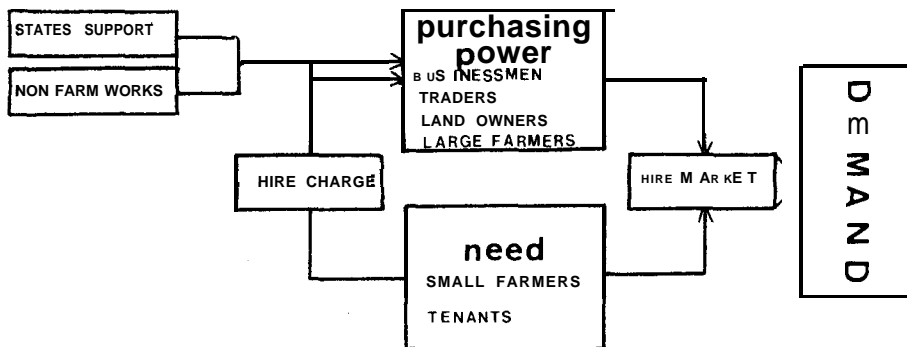 STATES SUPPORT
NON FARM WORKS
purchasing
power
BUSINESSMEN
TRADERS
LAND OWNERS
LARGE FARMERS
HIRE CHARGE
HIRE MArKET
need
SMALL FARMERS
TENANTS
DmMAND